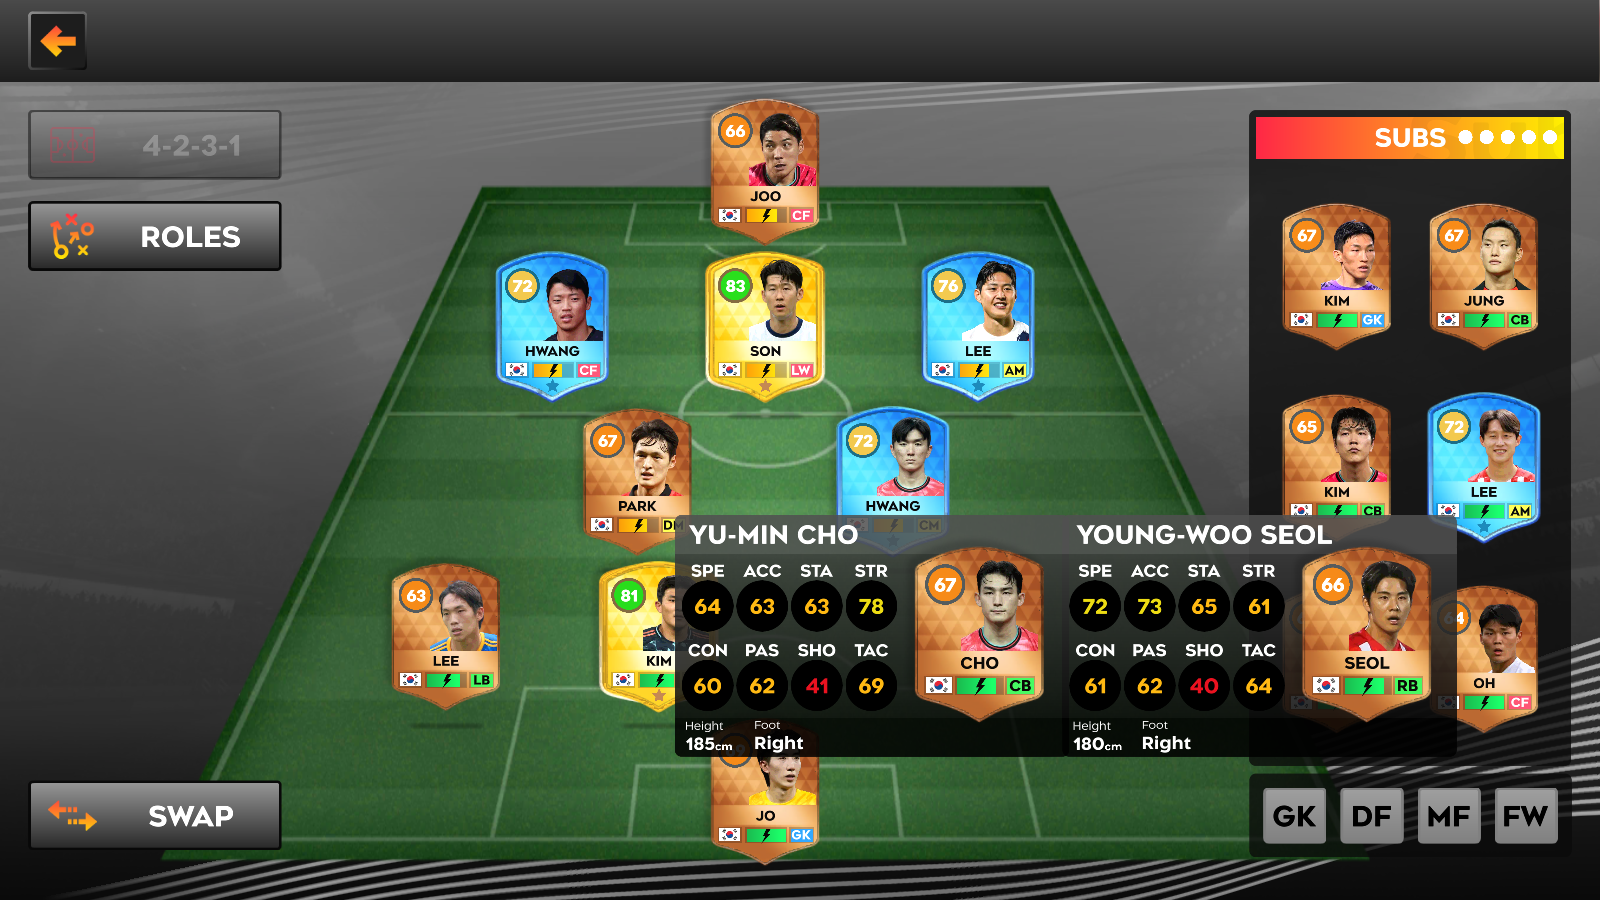 4-2-3-1
ROLES
SUBS
66
JOO
CF
72
HWANG
CF
83
SON
LW
76
LEE
AM
67
KIM
GK
67
JUNG
CB
67
PARK
DM
72
HWANG
CM
65
KIM
CB
72
LEE
AM
63
LEE
LB
81
KIM
YU-MIN CHO
SPE ACC STA STR
64 63 63 78
CON PAS SHO TAC
60 62 41 69
Height Foot
185cm Right
67
CHO
CB
YOUNG-WOO SEOL
SPE ACC STA STR
72 73 65 61
CON PAS SHO TAC
61 62 40 64
Height Foot
180cm Right
66
SEOL
RB
OH
CF
JO
GK
SWAP
GK DF MF FW